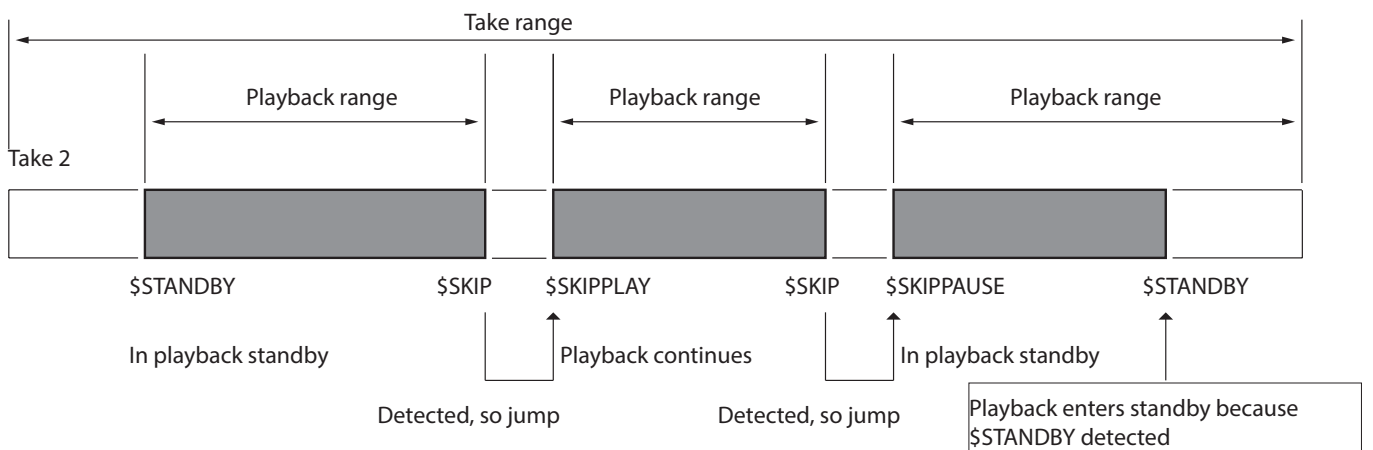 Take range
Playback range
Playback range
Playback range
Take 2
$STANDBY
$SKIP
$SKIPPLAY
$SKIP
$SKIPPAUSE
$STANDBY
In playback standby
Playback continues
In playback standby
Detected, so jump
Detected, so jump
Playback enters standby because
$STANDBY detected